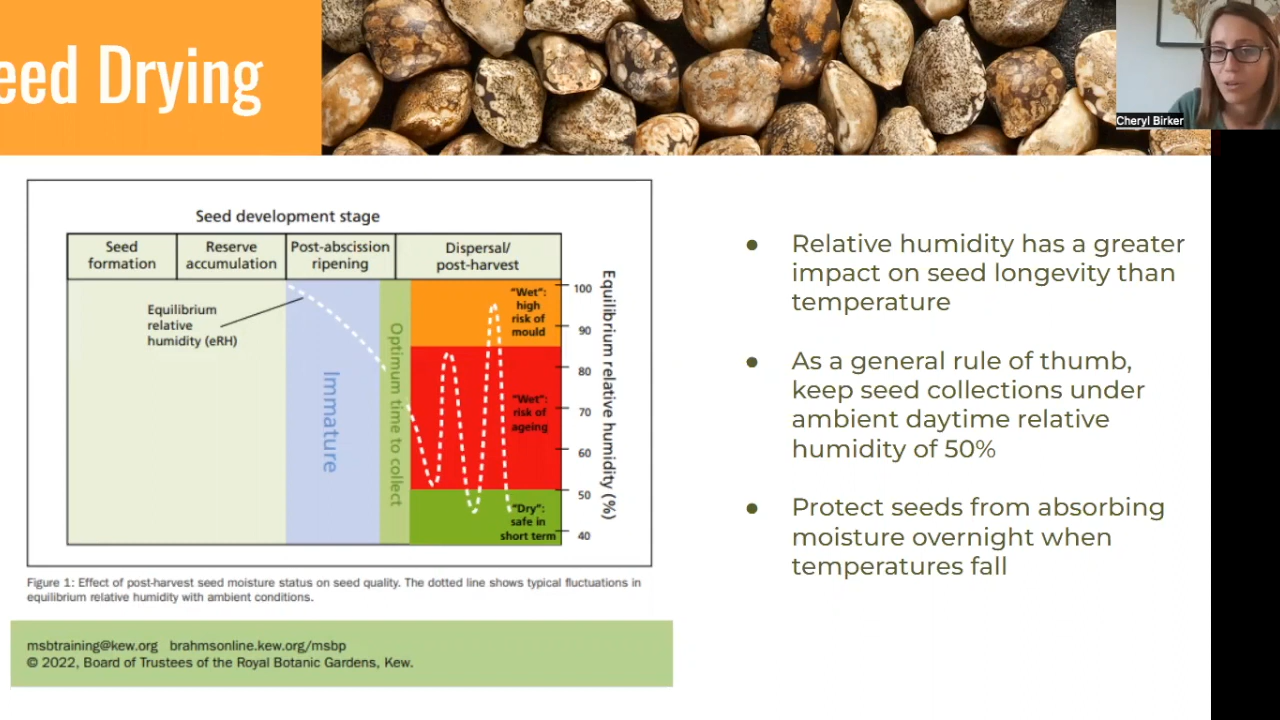 eed Drying
Cheryl Birker
Seed development stage
Seed
formation
Reserve
accumulation
Post-abscission
ripening
Dispersal/
post-harvest
Equilibrium
relative
humidity (eRH)
Immature
Optimum time to collect
"Wet":
high
risk of
mould
"Wet":
risk of
ageing
"Dry":
safe in
short term
100
90
80
70
60
50
40
Equilibrium relative humidity (%)
Figure 1: Effect of post-harvest seed moisture status on seed quality. The dotted line shows typical fluctuations in
equilibrium relative humidity with ambient conditions.
msbtraining@kew.org brahmsonline.kew.org/msbp
© 2022, Board of Trustees of the Royal Botanic Gardens, Kew.
● Relative humidity has a greater
impact on seed longevity than
temperature
● As a general rule of thumb,
keep seed collections under
ambient daytime relative
humidity of 50%
● Protect seeds from absorbing
moisture overnight when
temperatures fall